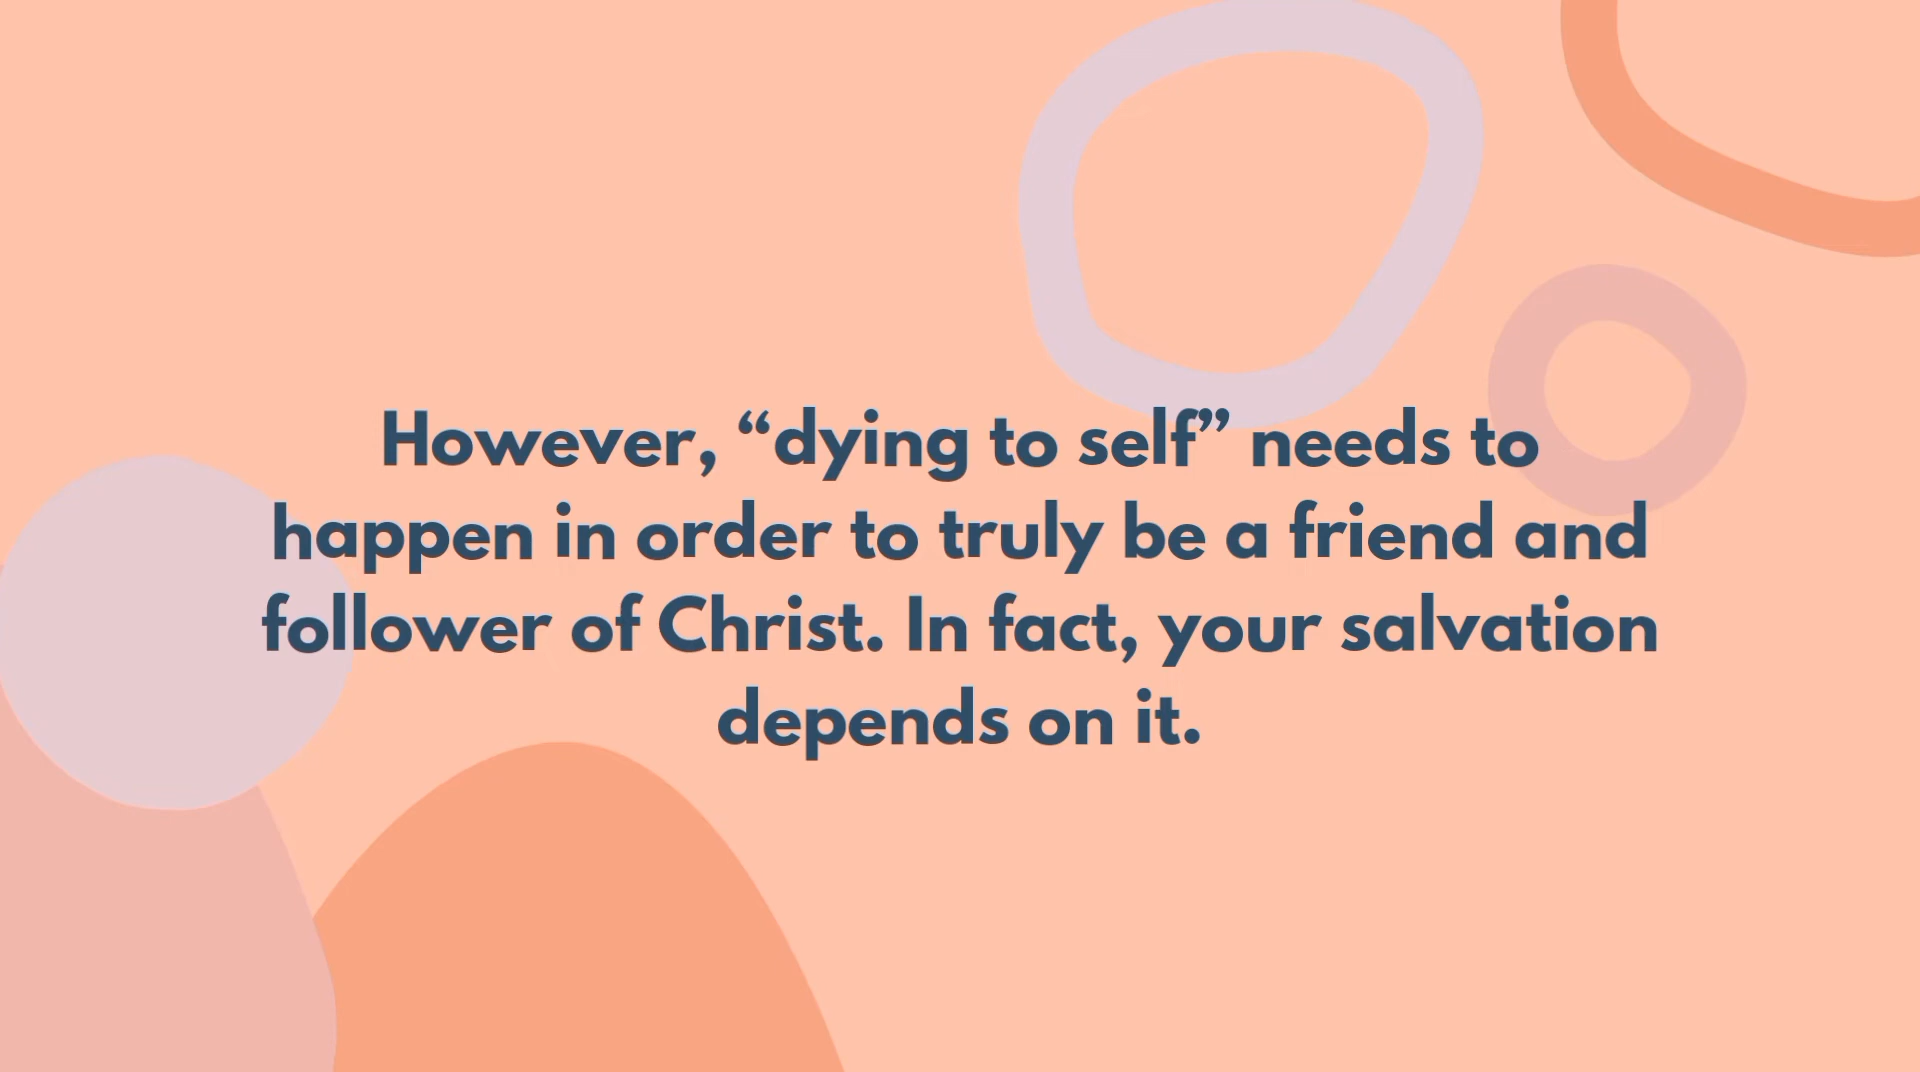 However, “dying to self” needs to
happen in order to truly be a friend and
follower of Christ. In fact, your salvation
depends on it.